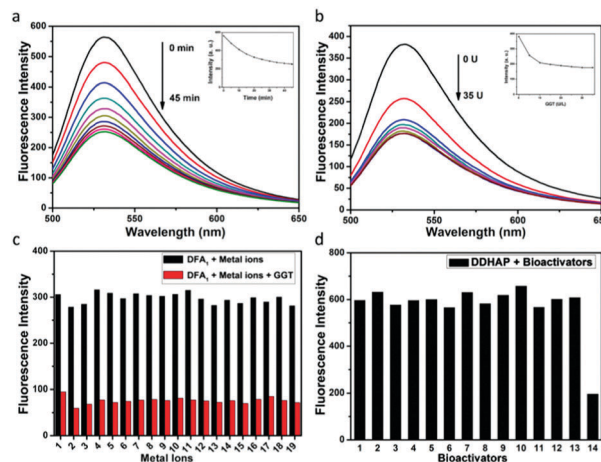 a
0 min
45 min
Fluorescence Intensity
Wavelength (nm)
600
500
400
300
200
100
0
500 550 600 650
Intensity (a. u.)
Time (min)
b
0 U
35 U
Fluorescence Intensity
Wavelength (nm)
400
350
300
250
200
150
100
50
0
500 550 600 650
Intensity (a. u.)
GGT (U/L)
c
DFA1 + Metal ions
DFA1 + Metal ions + GGT
Fluorescence Intensity
400
300
200
100
0
1 2 3 4 5 6 7 8 9 10 11 12 13 14 15 16 17 18 19
Metal Ions
d
DDHAP + Bioactivators
Fluorescence Intensity
800
600
400
200
0
1 2 3 4 5 6 7 8 9 10 11 12 13 14
Bioactivators